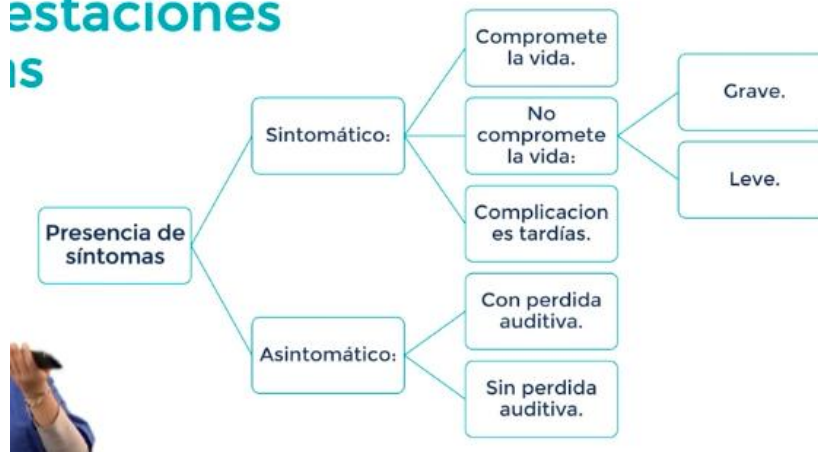 estaciones
as
Compromete
la vida.
Grave.
No
compromete
la vida:
Sintomático:
Leve.
Complicacion
es tardías.
Presencia de
síntomas
Con perdida
auditiva.
Asintomático:
Sin perdida
auditiva.